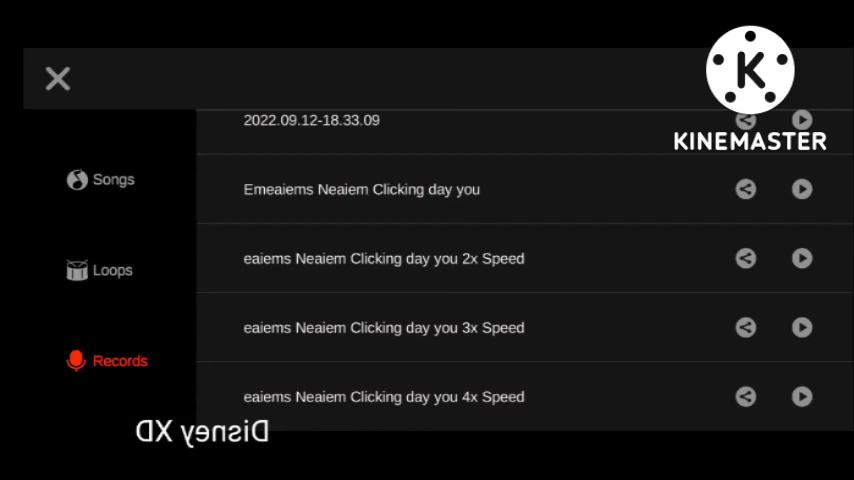 K
KINEMASTER
2022.09.12-18.33.09
Songs
Emeaiems Neaiem Clicking day you
Loops
eaiems Neaiem Clicking day you 2x Speed
eaiems Neaiem Clicking day you 3x Speed
Records
eaiems Neaiem Clicking day you 4x Speed
Disney XD